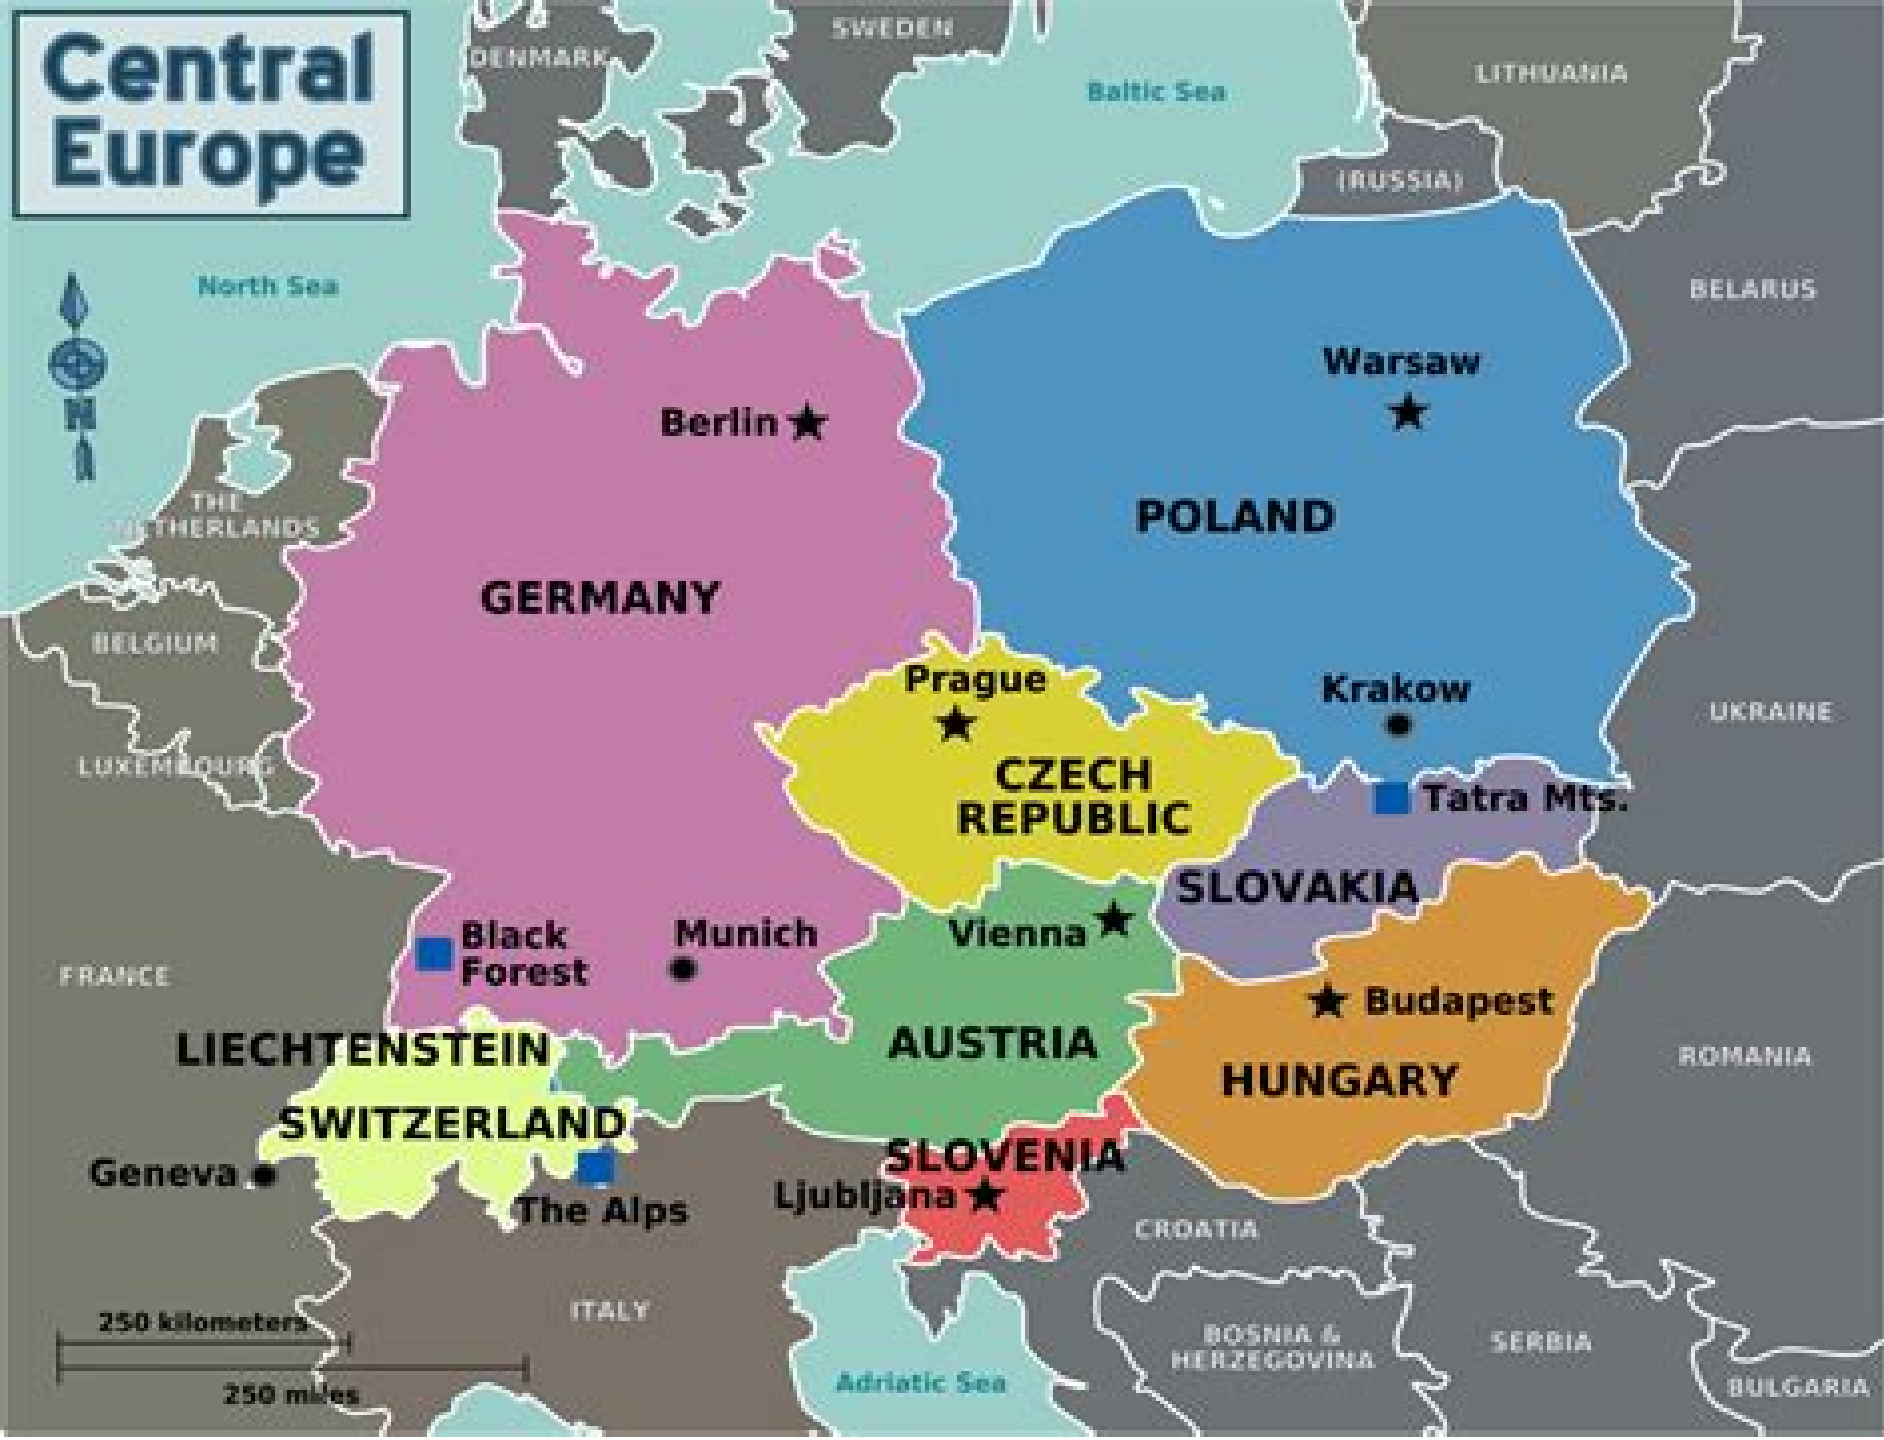 Central
Europe
DENMARK
SWEDEN
Baltic Sea
LITHUANIA
(RUSSIA)
North Sea
BELARUS
N
Warsaw
Berlin
THE
NETHERLANDS
POLAND
GERMANY
BELGIUM
Prague
Krakow
UKRAINE
LUXEMBOURG
CZECH
REPUBLIC
Tatra Mts.
SLOVAKIA
Black
Forest
Munich
Vienna
FRANCE
Budapest
LIECHTENSTEIN
AUSTRIA
ROMANIA
HUNGARY
SWITZERLAND
SLOVENIA
Geneva
Ljubljana
The Alps
CROATIA
ITALY
250 kilometers
BOSNIA &
HERZEGOVINA
SERBIA
Adriatic Sea
250 miles
BULGARIA